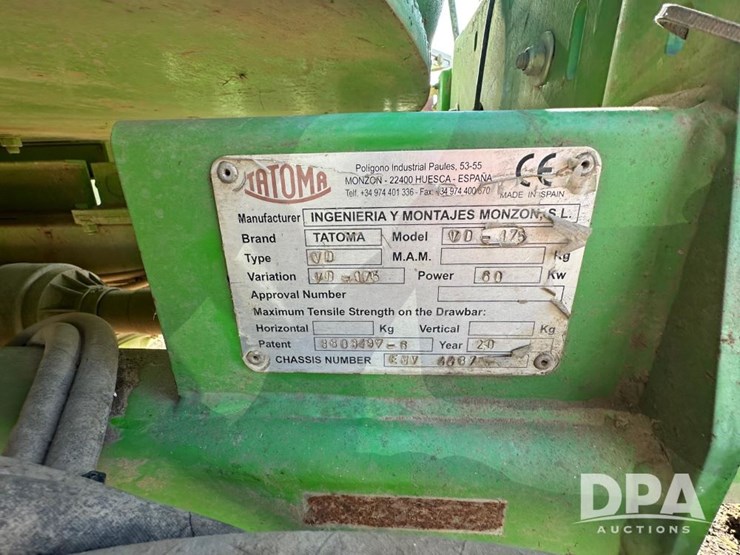 TATOMA
Poligono Industrial Paules, 53-55
MONZON - 22400 HUESCA - ESPAÑA
Telf. +34 974 401 336 - Fax: +34 974 400 670
CE
MADE IN SPAIN
Manufacturer INGENIERIA Y MONTAJES MONZON, S.L.
Brand TATOMA Model VD-175
Type VD M.A.M. Kg
Variation VD-175 Power 60 Kw
Approval Number
Maximum Tensile Strength on the Drawbar:
Horizontal Kg Vertical Kg
Patent Year 20
CHASSIS NUMBER
DPA
AUCTIONS